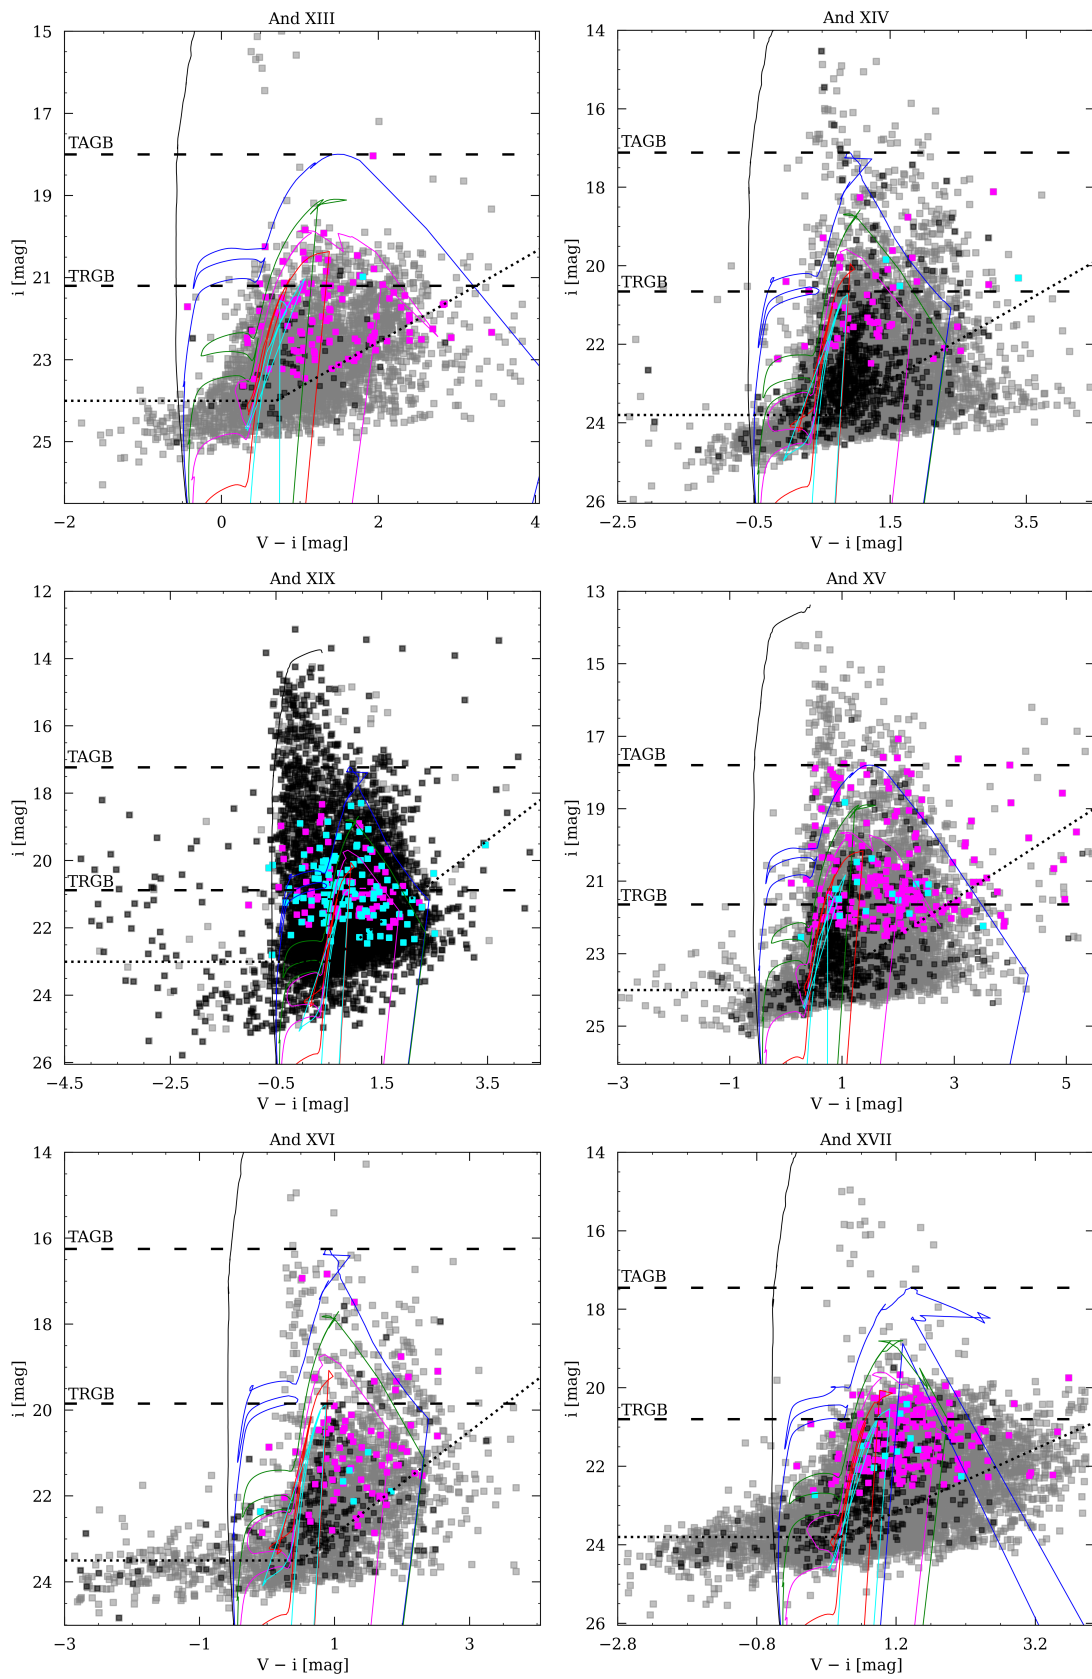 And XIII
15
17
19
21
23
25
TAGB
TRGB
i [mag]
−2
0
2
4
V − i [mag]
And XIV
14
16
18
20
22
24
26
TAGB
TRGB
i [mag]
−2.5
−0.5
1.5
3.5
V − i [mag]
And XIX
12
14
16
18
20
22
24
26
TAGB
TRGB
i [mag]
−4.5
−2.5
−0.5
1.5
3.5
V − i [mag]
And XV
13
15
17
19
21
23
25
TAGB
TRGB
i [mag]
−3
−1
1
3
5
V − i [mag]
And XVI
14
16
18
20
22
24
TAGB
TRGB
i [mag]
−3
−1
1
3
V − i [mag]
And XVII
14
16
18
20
22
24
26
TAGB
TRGB
i [mag]
−2.8
−0.8
1.2
3.2
V − i [mag]